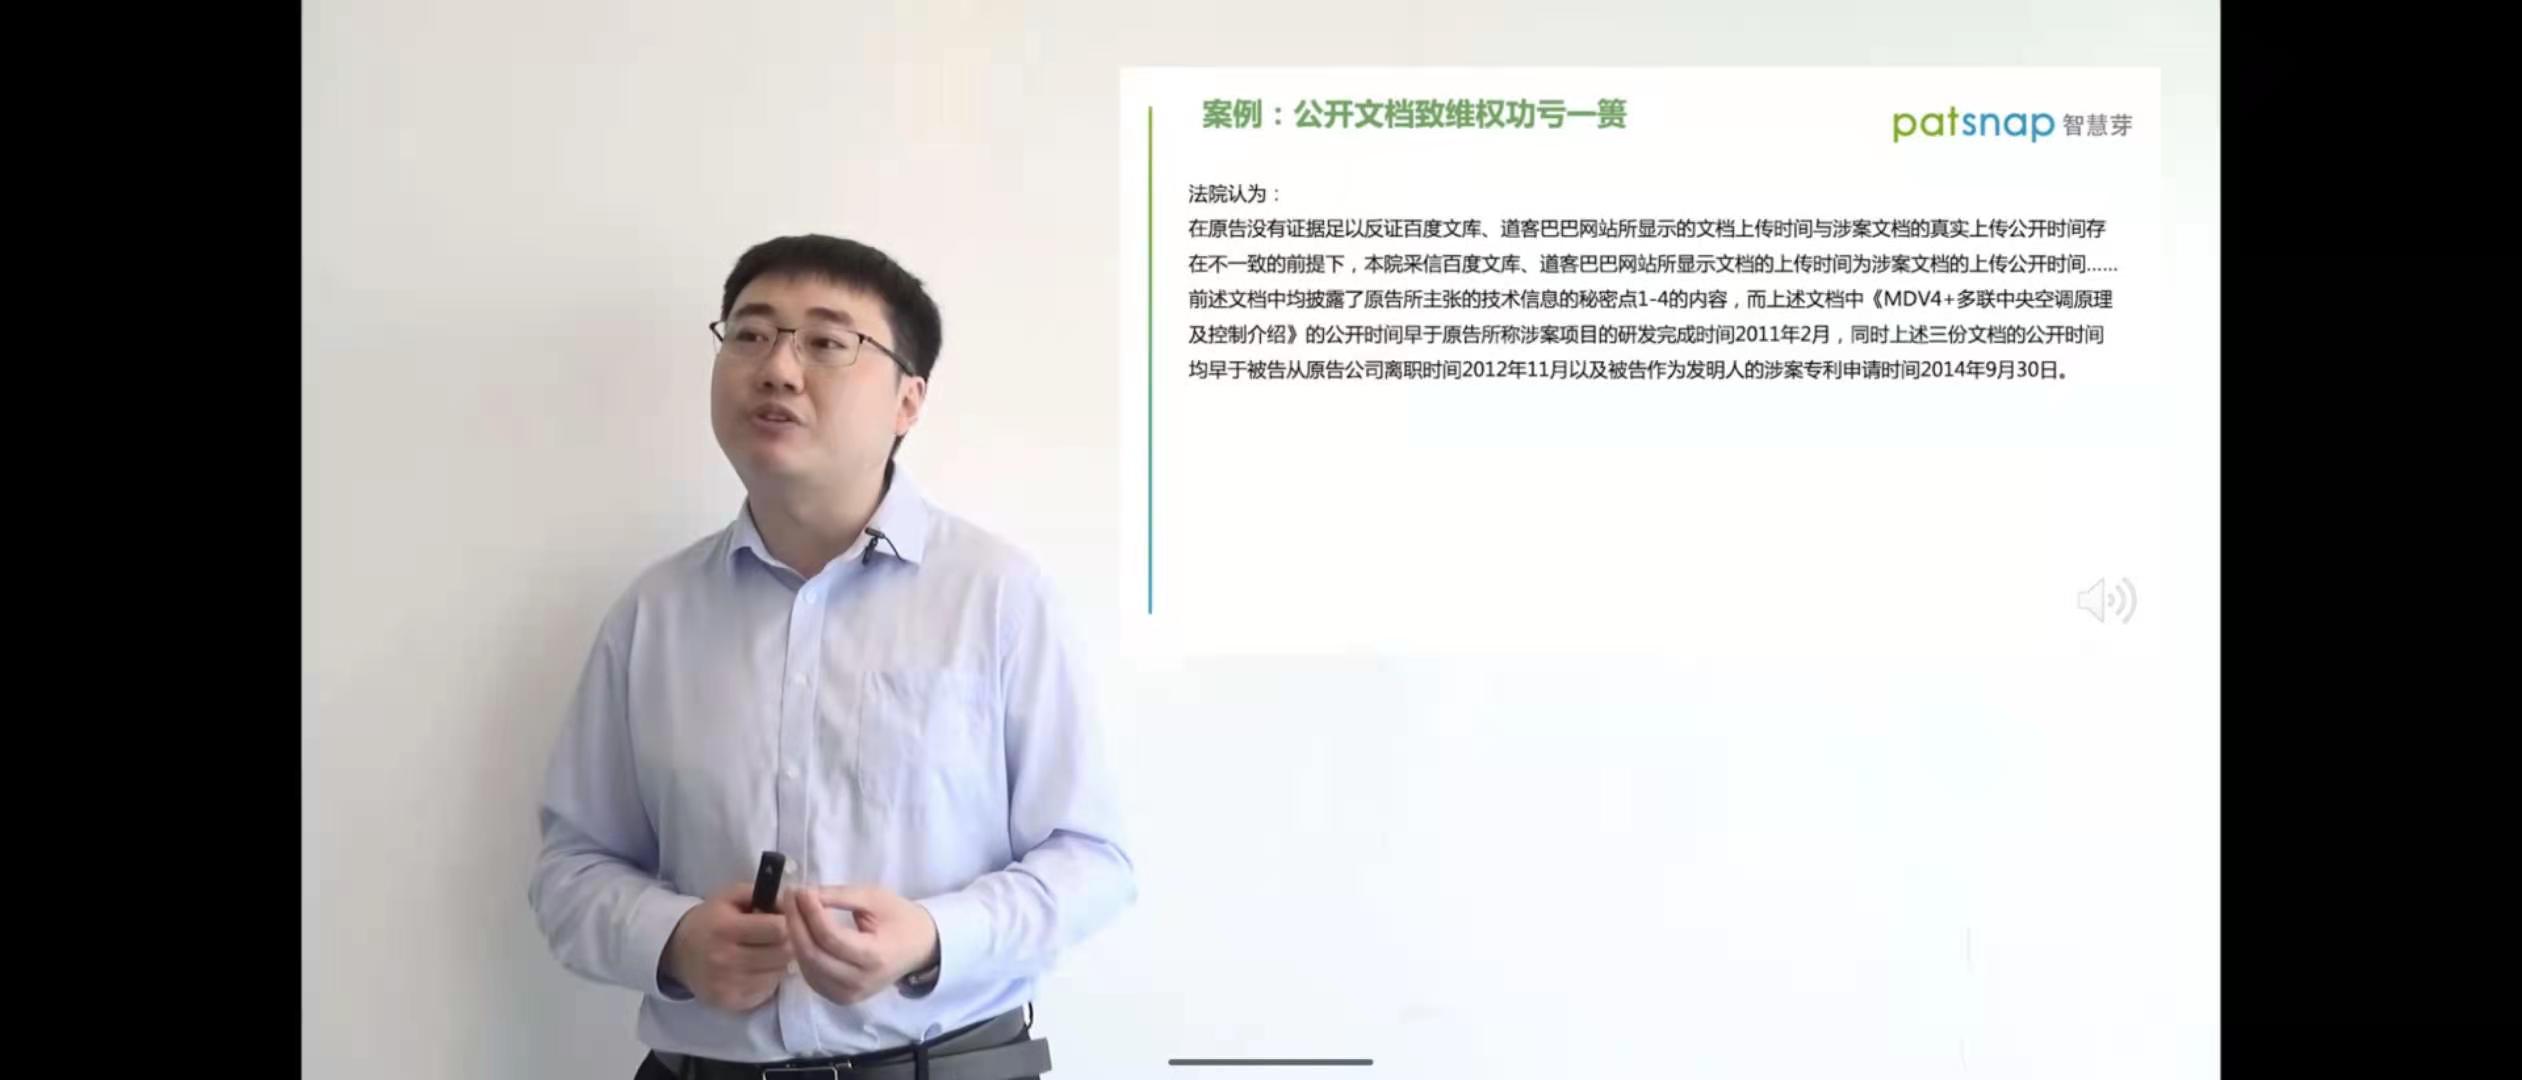 案例：公开文档致维权功亏一篑
patsnap 智慧芽
法院认为：
在原告没有证据足以反证百度文库、道客巴巴网站所显示的文档上传时间与涉案文档的真实上传公开时间存
在不一致的前提下，本院采信百度文库、道客巴巴网站所显示文档的上传时间为涉案文档的上传公开时间……
前述文档中均披露了原告所主张的技术信息的秘密点1-4的内容，而上述文档中《MDV4+多联中央空调原理
及控制介绍》的公开时间早于原告所称涉案项目的研发完成时间2011年2月，同时上述三份文档的公开时间
均早于被告从原告公司离职时间2012年11月以及被告作为发明人的涉案专利申请时间2014年9月30日。